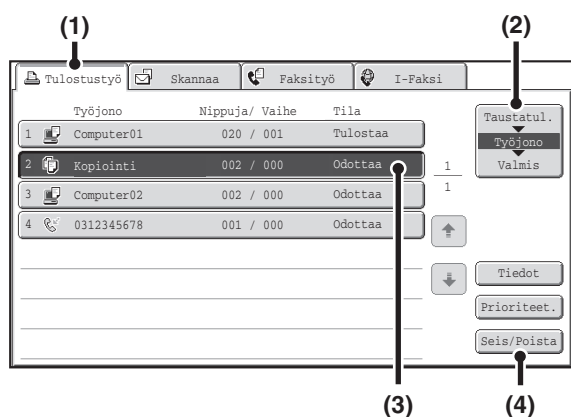 (1) (2)
Tulostustyö Skannaa Faksityö I-Faksi
Työjono Nippuja/ Vaihe Tila
1 Computer01 020 / 001 Tulostaa
2 Kopiointi 002 / 000 Odottaa
3 Computer02 002 / 000 Odottaa
4 0312345678 001 / 000 Odottaa
1
1
Taustatul.
Työjono
Valmis
Tiedot
Prioriteet.
Seis/Poista
(3) (4)